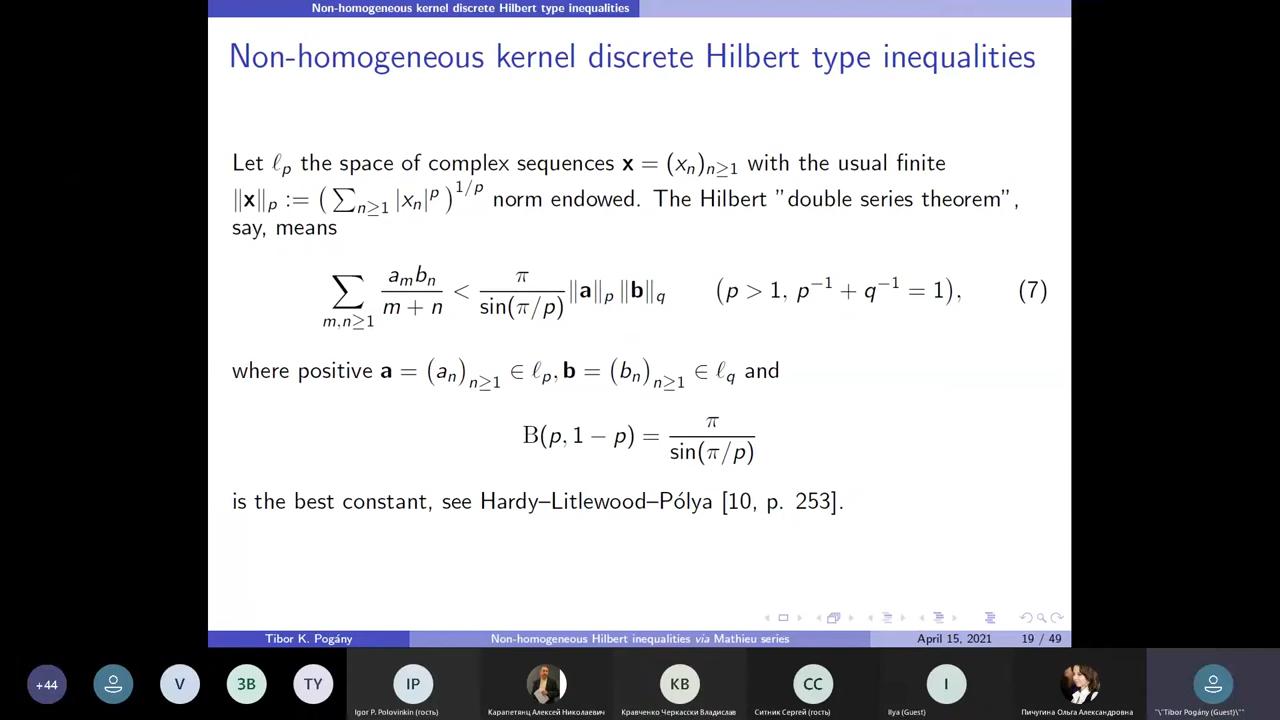 Non-homogeneous kernel discrete Hilbert type inequalities
Non-homogeneous kernel discrete Hilbert type inequalities
Let ℓ_p the space of complex sequences x = (x_n)_{n≥1} with the usual finite
‖x‖_p := (∑_{n≥1} |x_n|^p)^{1/p} norm endowed. The Hilbert ”double series theorem”,
say, means
∑_{m,n≥1} a_m b_n / (m + n) < π / sin(π/p) ‖a‖_p ‖b‖_q (p > 1, p^{−1} + q^{−1} = 1), (7)
where positive a = (a_n)_{n≥1} ∈ ℓ_p, b = (b_n)_{n≥1} ∈ ℓ_q and
B(p, 1 − p) = π / sin(π/p)
is the best constant, see Hardy–Litlewood–Pólya [10, p. 253].
Tibor K. Pogány Non-homogeneous Hilbert inequalities via Mathieu series April 15, 2021 19 / 49
+44 V ЗВ TY IP КВ СС I
Igor P. Polovinkin (гость) Карапетянц Алексей Николаевич Кравченко Черкасски Владислав Ситник Сергей (гость) Ilya (Guest) Пичугина Ольга Александровна "\"Tibor Pogány (Guest)\""